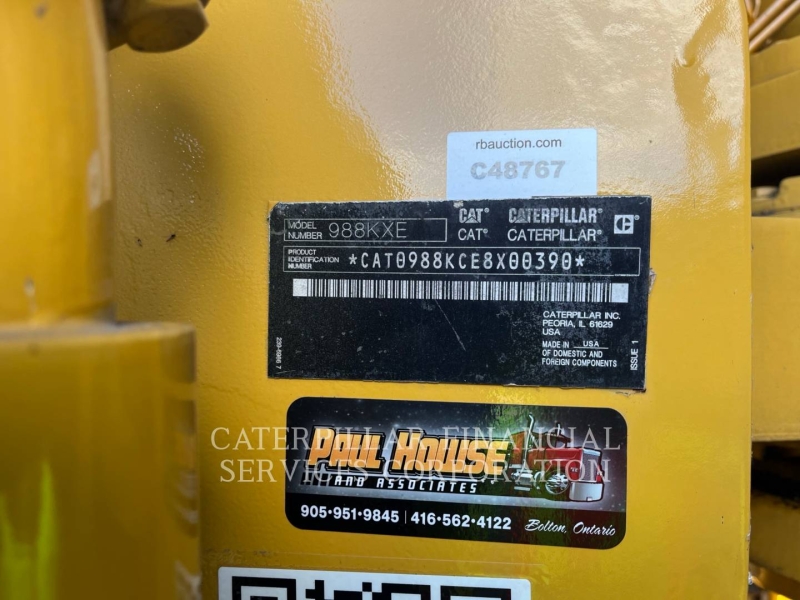 rbauction.com
C48767
MODEL NUMBER 988KXE
CAT® CATERPILLAR®
CAT® CATERPILLAR®
PRODUCT IDENTIFICATION NUMBER *CAT0988KCE8X00390*
CATERPILLAR INC.
PEORIA, IL 61629
USA
MADE IN USA
OF DOMESTIC AND
FOREIGN COMPONENTS
ISSUE 1
CATERPILLAR FINANCIAL
SERVICES CORPORATION
PAUL HOWSE
AND ASSOCIATES
905•951•9845 | 416•562•4122
Bolton, Ontario